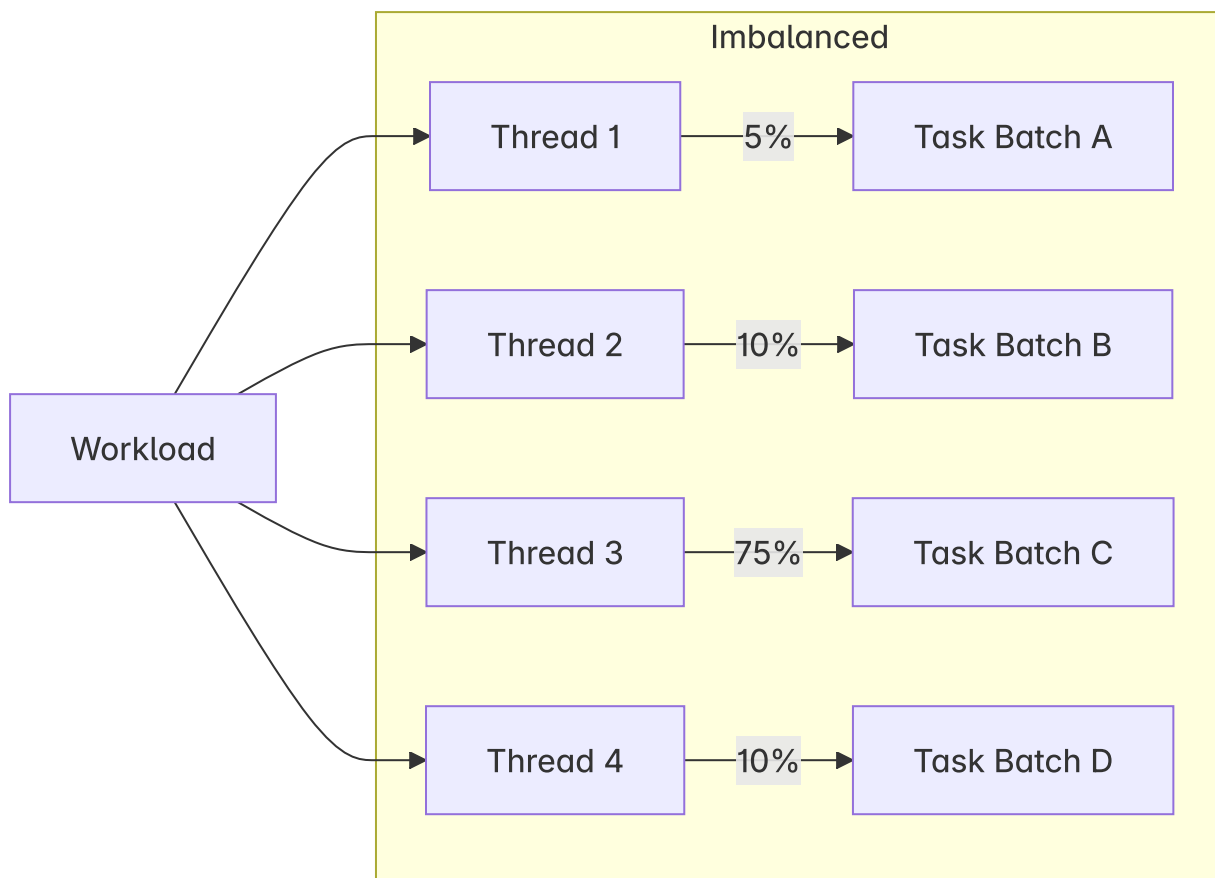 Imbalanced
Thread 1
5%
Task Batch A
Thread 2
10%
Task Batch B
Workload
Thread 3
75%
Task Batch C
Thread 4
10%
Task Batch D